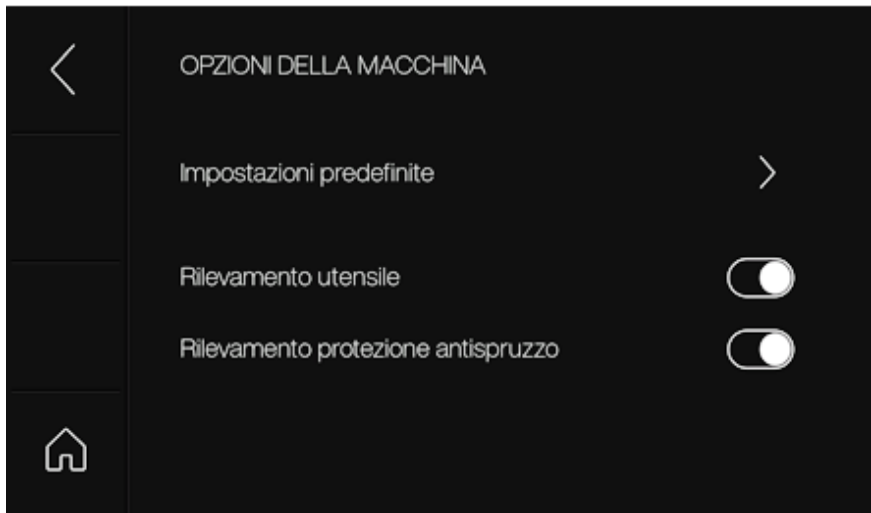 OPZIONI DELLA MACCHINA
Impostazioni predefinite
Rilevamento utensile
Rilevamento protezione antispruzzo